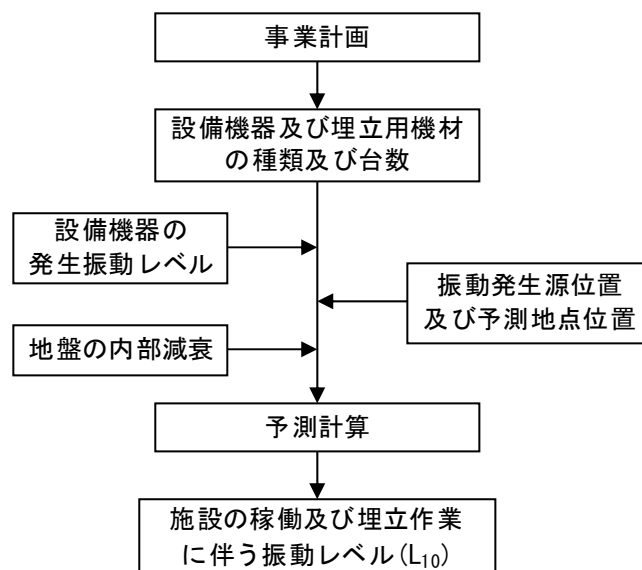 事業計画
設備機器及び埋立用機材
の種類及び台数
設備機器の
発生振動レベル
振動発生源位置
及び予測地点位置
地盤の内部減衰
予測計算
施設の稼働及び埋立作業
に伴う振動レベル(L10)